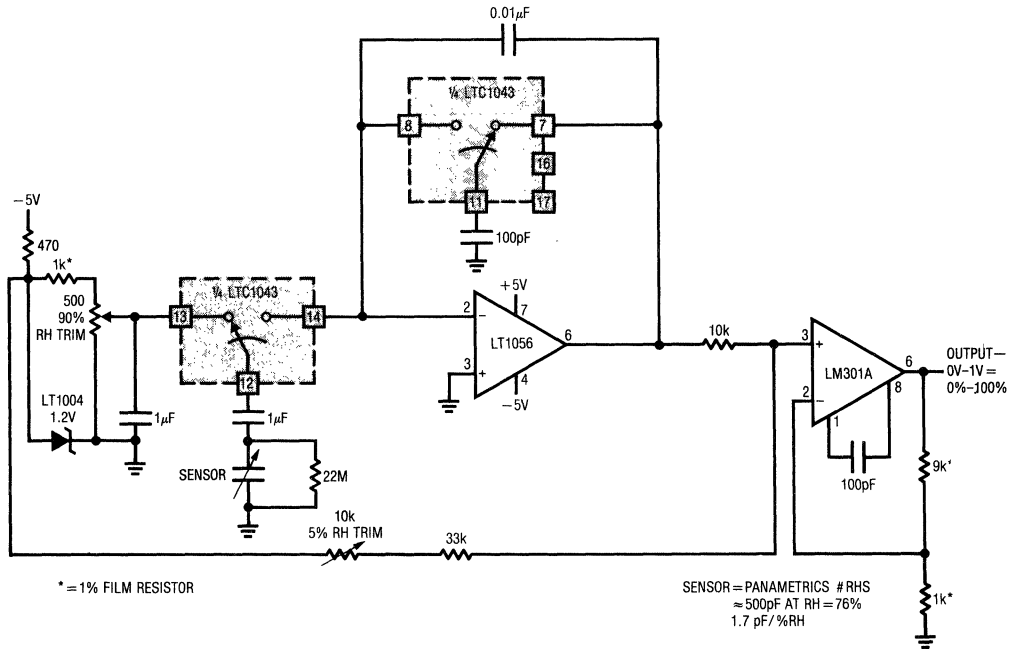 0.01µF
¼ LTC1043
8
7
16
11
17
100pF
−5V
470
1k*
500
90%
RH TRIM
¼ LTC1043
13
14
12
LT1004
1.2V
1µF
1µF
SENSOR
22M
+5V
7
2
−
LT1056
6
3
+
4
−5V
10k
3
+
LM301A
6
2
−
8
1
100pF
OUTPUT—
0V–1V=
0%–100%
9k*
1k*
10k
5% RH TRIM
33k
*=1% FILM RESISTOR
SENSOR=PANAMETRICS #RHS
≈500pF AT RH=76%
1.7 pF/%RH